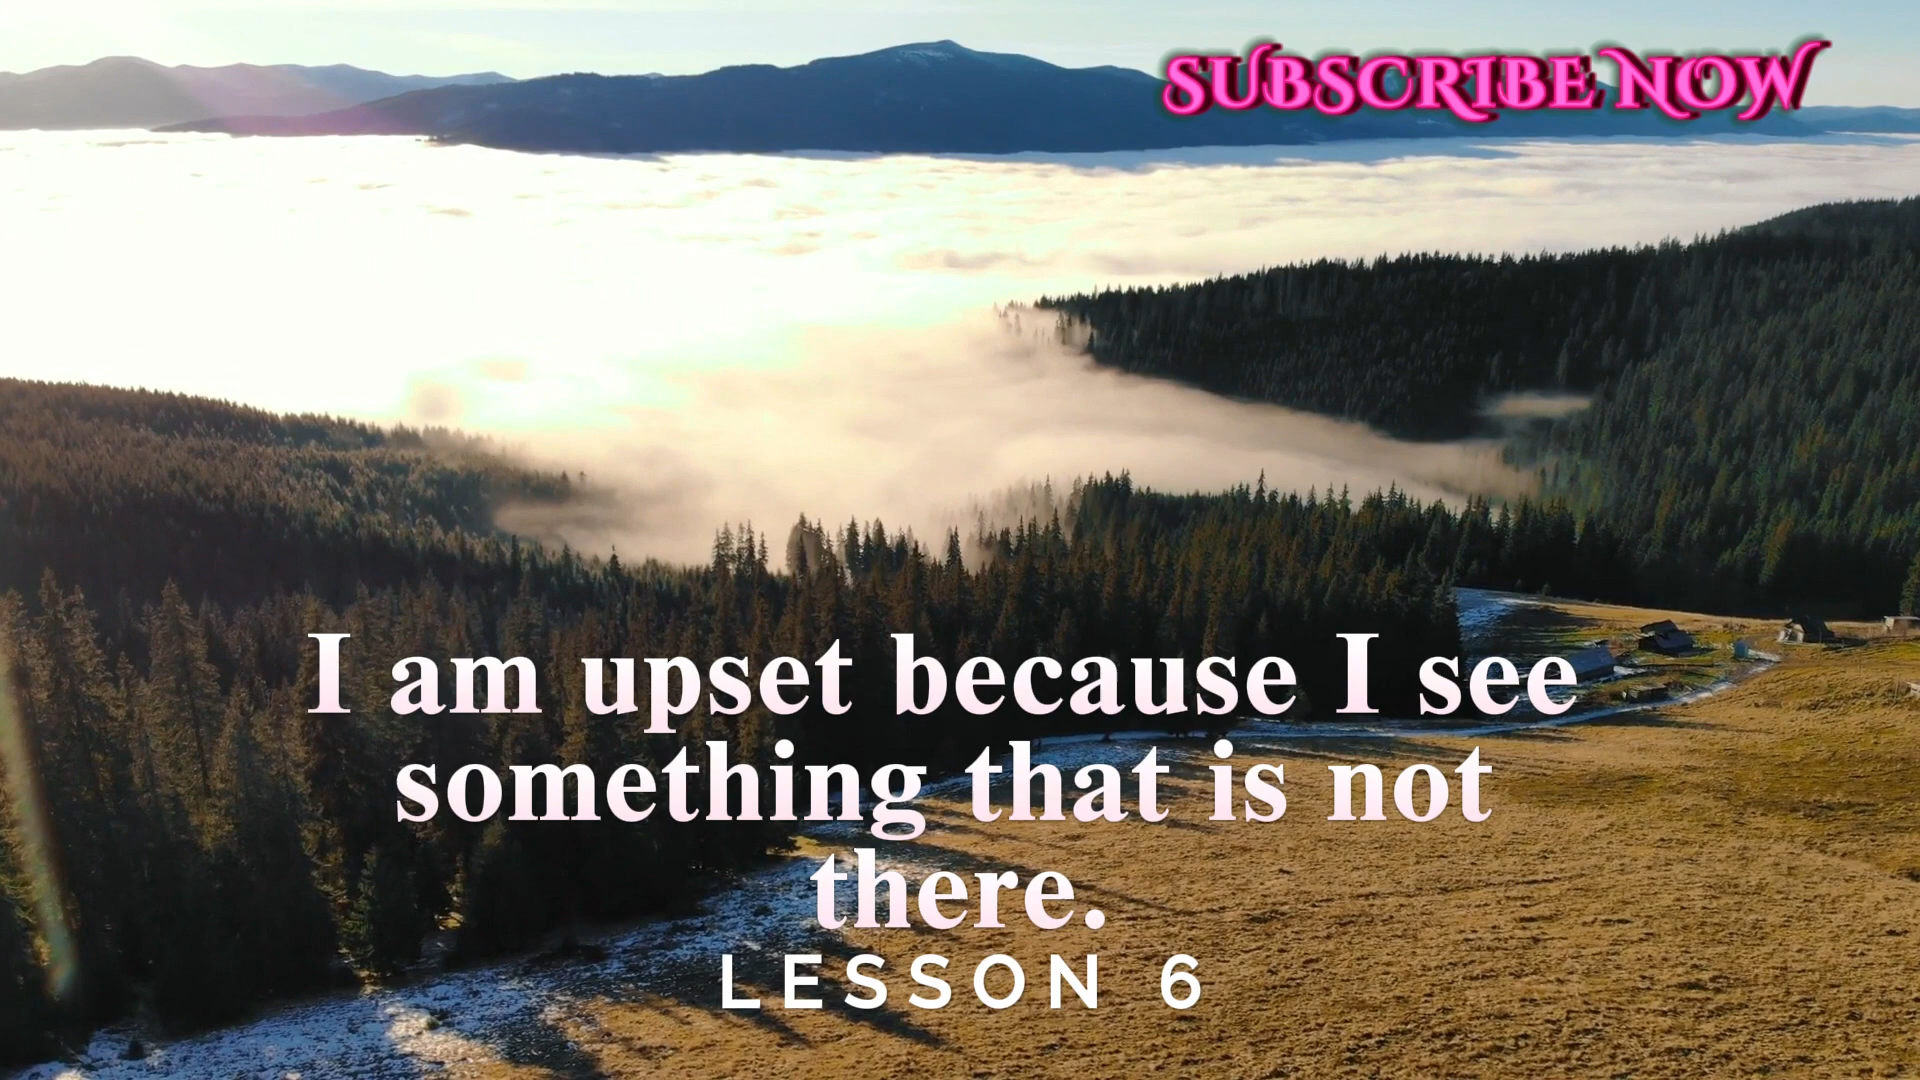 SUBSCRIBE NOW
I am upset because I see
something that is not
there.
LESSON 6